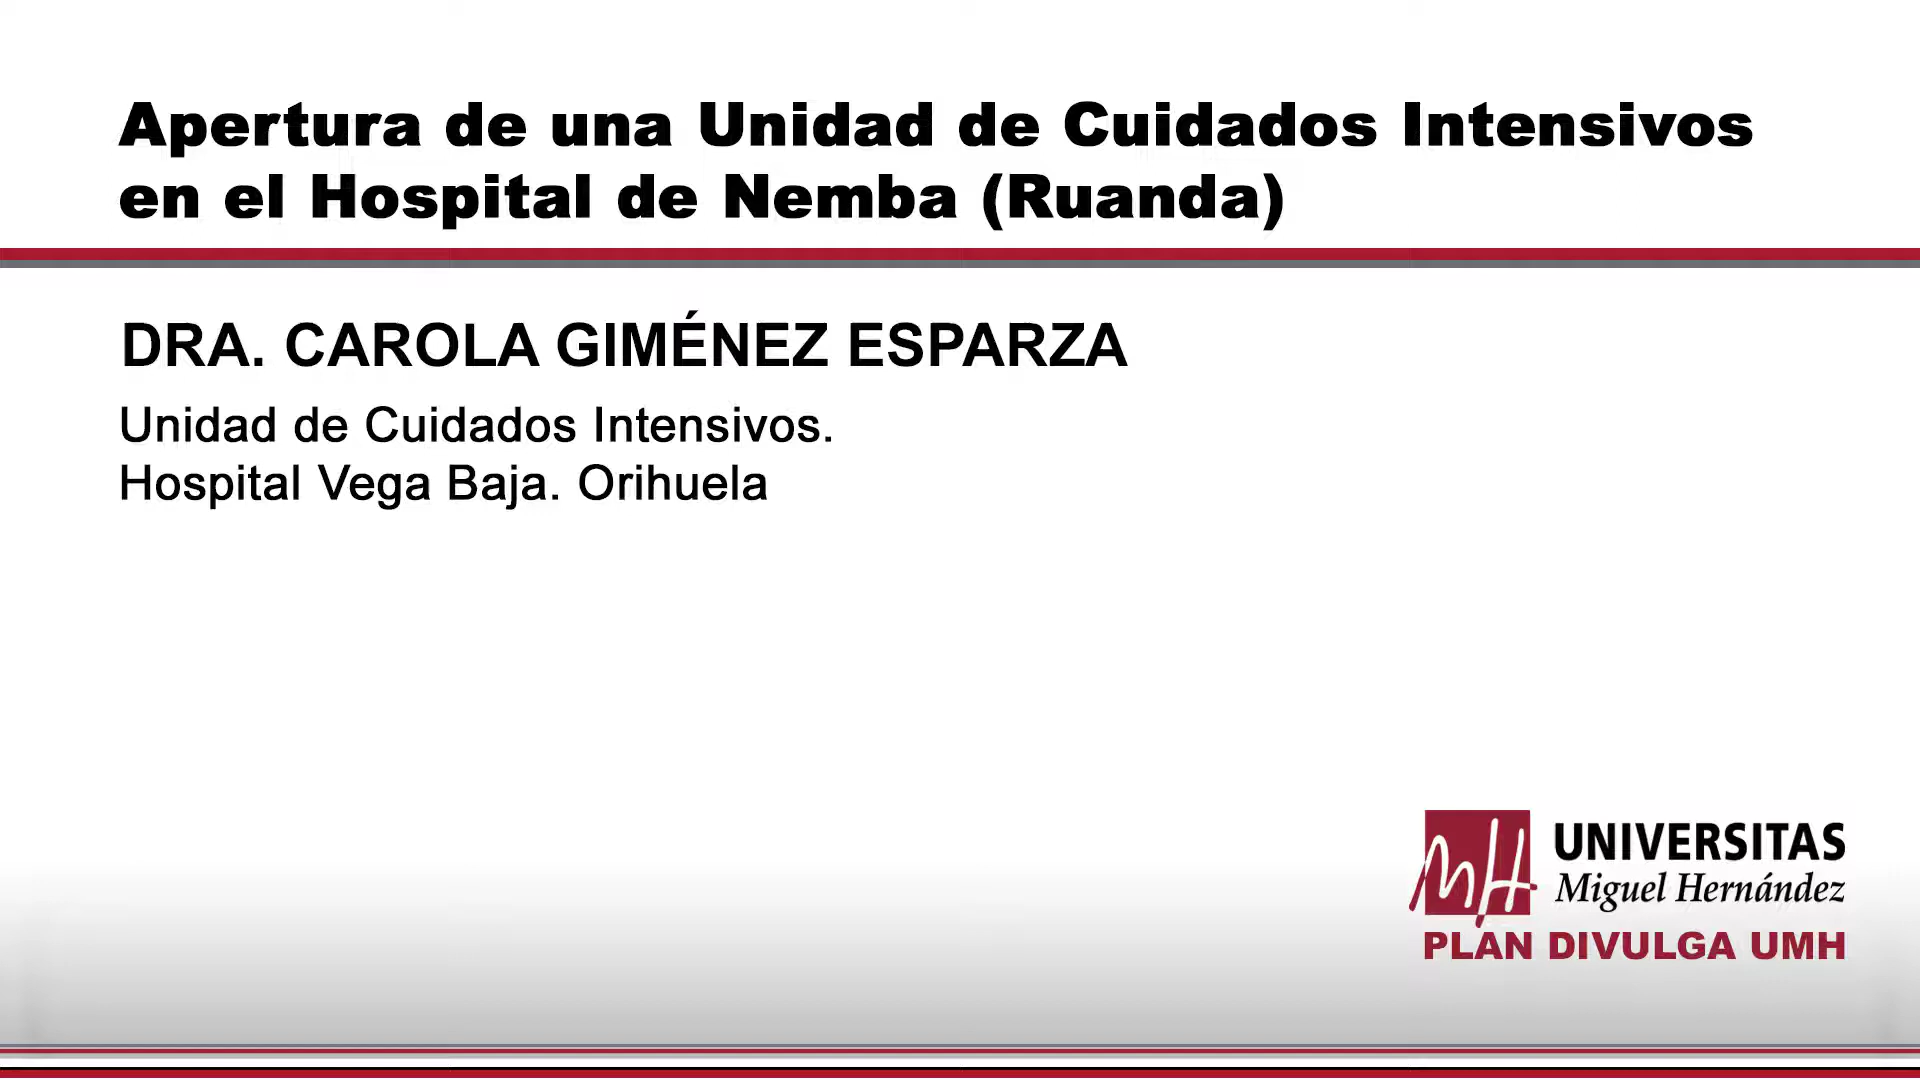 Apertura de una Unidad de Cuidados Intensivos
en el Hospital de Nemba (Ruanda)
DRA. CAROLA GIMÉNEZ ESPARZA
Unidad de Cuidados Intensivos.
Hospital Vega Baja. Orihuela
MH
UNIVERSITAS
Miguel Hernández
PLAN DIVULGA UMH